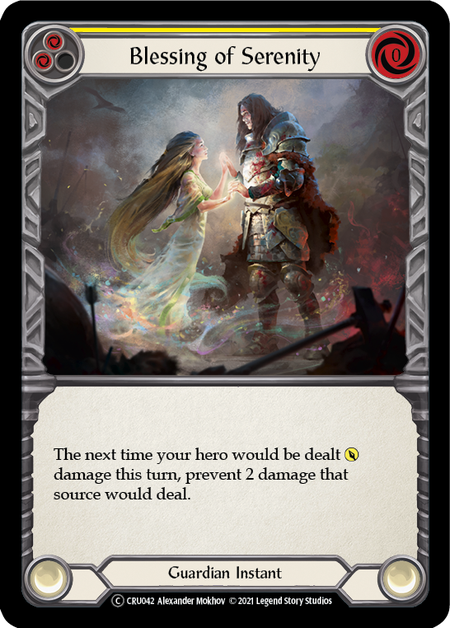 Blessing of Serenity
0
The next time your hero would be dealt
damage this turn, prevent 2 damage that
source would deal.
Guardian Instant
C CRU042 Alexander Mokhov © 2021 Legend Story Studios